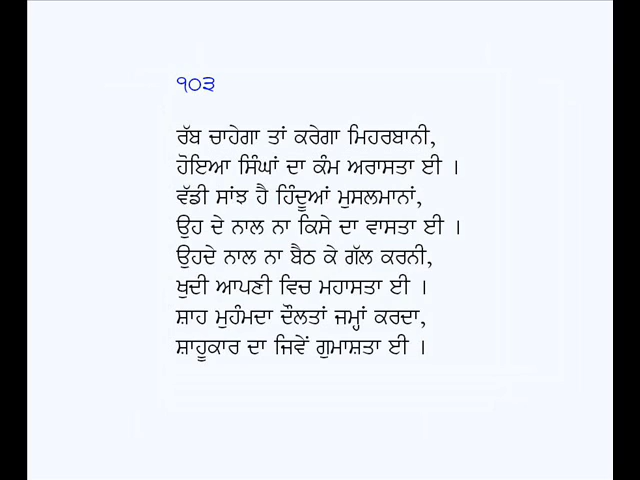 ੧੦੩
ਰੱਬ ਚਾਹੇਗਾ ਤਾਂ ਕਰੇਗਾ ਮਿਹਰਬਾਨੀ,
ਹੋਇਆ ਸਿੰਘਾਂ ਦਾ ਕੰਮ ਅਰਾਸਤਾ ਈ ।
ਵੱਡੀ ਸਾਂਝ ਹੈ ਹਿੰਦੂਆਂ ਮੁਸਲਮਾਨਾਂ,
ਉਹ ਦੇ ਨਾਲ ਨਾ ਕਿਸੇ ਦਾ ਵਾਸਤਾ ਈ ।
ਉਹਦੇ ਨਾਲ ਨਾ ਬੈਠ ਕੇ ਗੱਲ ਕਰਨੀ,
ਖੁਦੀ ਆਪਣੀ ਵਿਚ ਮਹਾਸਤਾ ਈ ।
ਸ਼ਾਹ ਮੁਹੰਮਦਾ ਦੌਲਤਾਂ ਜਮ੍ਹਾਂ ਕਰਦਾ,
ਸ਼ਾਹੂਕਾਰ ਦਾ ਜਿਵੇਂ ਗੁਮਾਸ਼ਤਾ ਈ ।